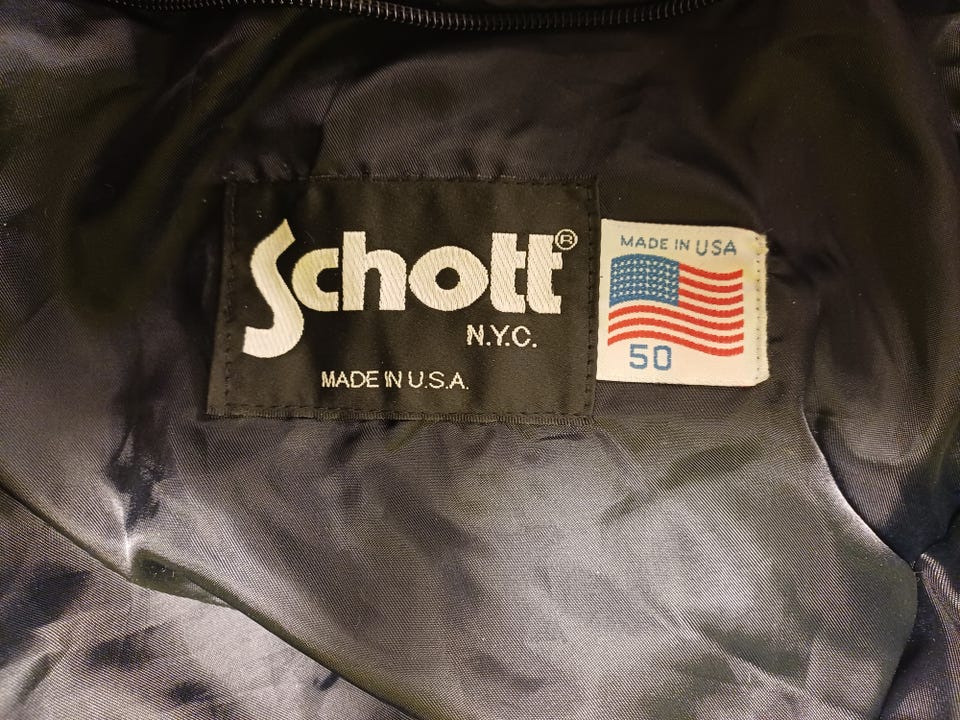 Schott®
N.Y.C.
MADE IN U.S.A.
MADE IN USA
50